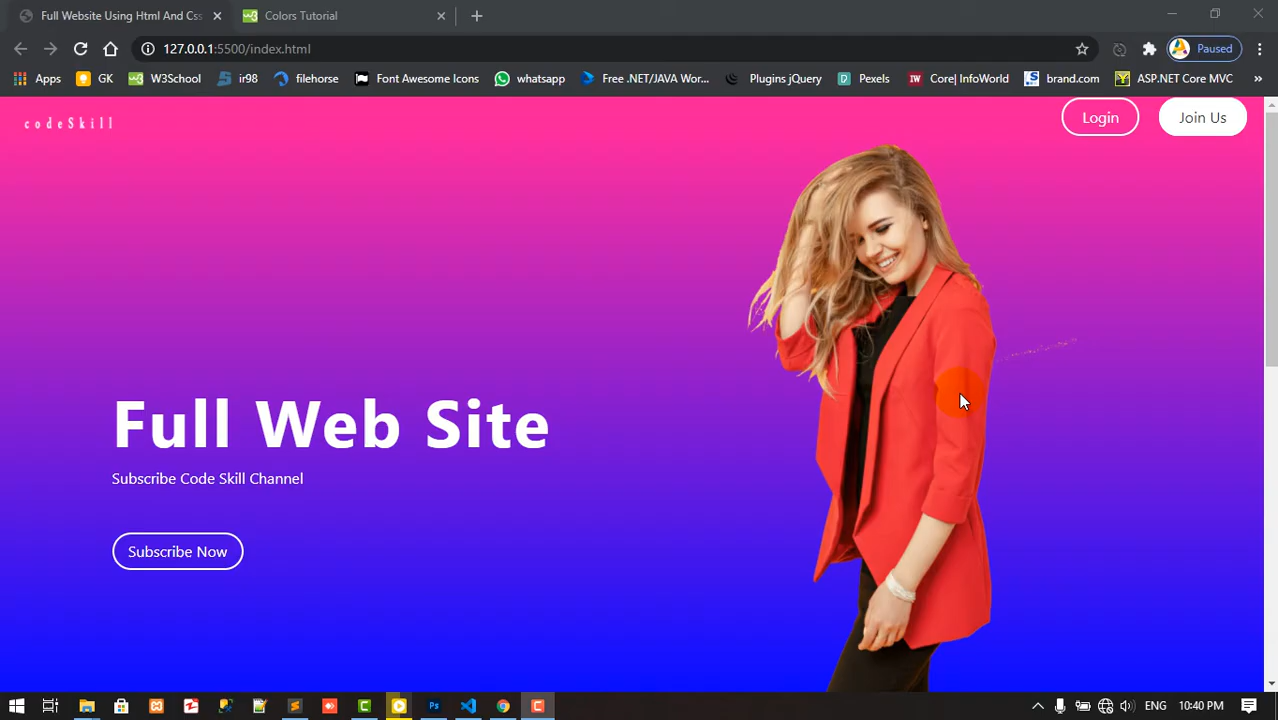 Full Website Using Html And Css
Colors Tutorial
127.0.0.1:5500/index.html
Paused
Apps
GK
W3School
ir98
filehorse
Font Awesome Icons
whatsapp
Free .NET/JAVA Wor...
Plugins jQuery
Pexels
Core| InfoWorld
brand.com
ASP.NET Core MVC
codeSkill
Login
Join Us
Full Web Site
Subscribe Code Skill Channel
Subscribe Now
ENG
10:40 PM